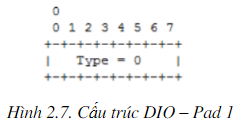 0
0 1 2 3 4 5 6 7
+-+-+-+-+-+-+-+-+
| Type = 0 |
+-+-+-+-+-+-+-+-+
Hình 2.7. Cấu trúc DIO – Pad 1